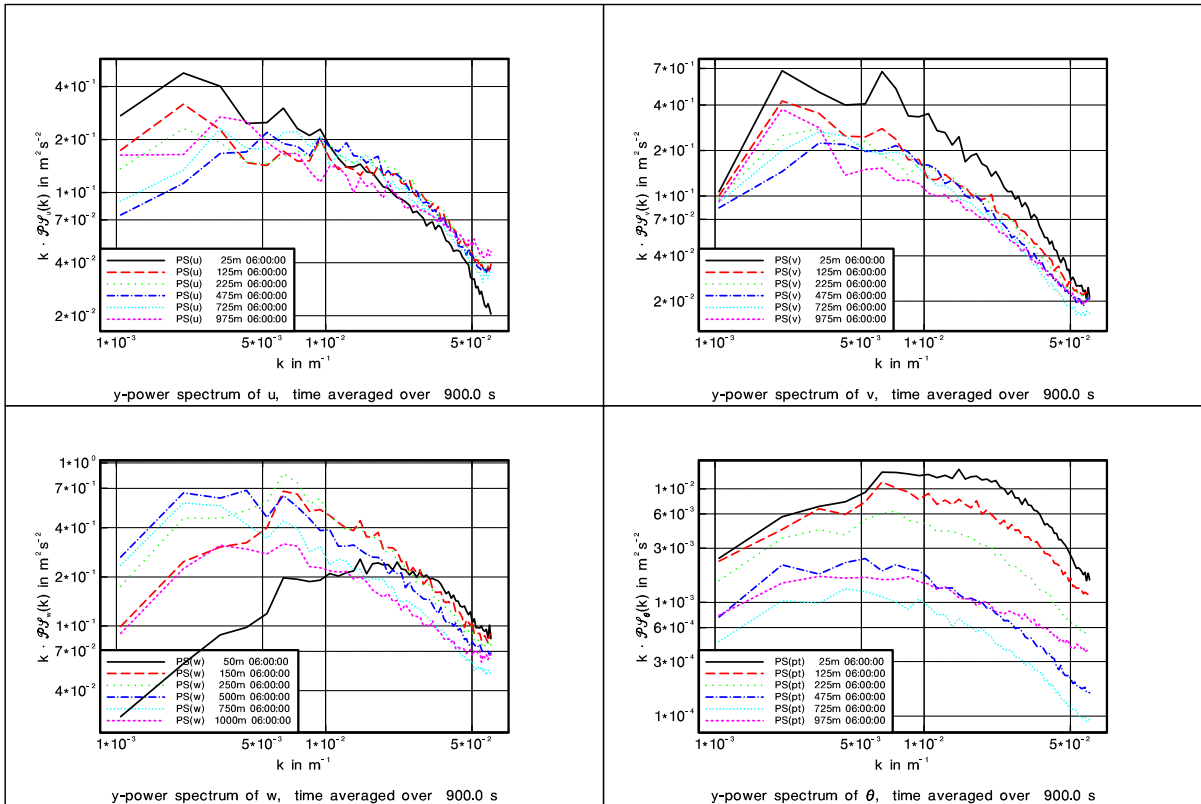 k · 𝒫𝒮ᵤ(k) in m² s⁻²
4*10⁻¹
2*10⁻¹
1*10⁻¹
7*10⁻²
4*10⁻²
2*10⁻²
PS(u) 25m 06:00:00
PS(u) 125m 06:00:00
PS(u) 225m 06:00:00
PS(u) 475m 06:00:00
PS(u) 725m 06:00:00
PS(u) 975m 06:00:00
1*10⁻³ 5*10⁻³ 1*10⁻² 5*10⁻²
k in m⁻¹
y-power spectrum of u, time averaged over 900.0 s
k · 𝒫𝒮ᵥ(k) in m² s⁻²
7*10⁻¹
4*10⁻¹
2*10⁻¹
1*10⁻¹
7*10⁻²
4*10⁻²
2*10⁻²
PS(v) 25m 06:00:00
PS(v) 125m 06:00:00
PS(v) 225m 06:00:00
PS(v) 475m 06:00:00
PS(v) 725m 06:00:00
PS(v) 975m 06:00:00
1*10⁻³ 5*10⁻³ 1*10⁻² 5*10⁻²
k in m⁻¹
y-power spectrum of v, time averaged over 900.0 s
k · 𝒫𝒮w(k) in m² s⁻²
1*10⁰
7*10⁻¹
4*10⁻¹
2*10⁻¹
1*10⁻¹
7*10⁻²
4*10⁻²
PS(w) 50m 06:00:00
PS(w) 150m 06:00:00
PS(w) 250m 06:00:00
PS(w) 500m 06:00:00
PS(w) 750m 06:00:00
PS(w) 1000m 06:00:00
1*10⁻³ 5*10⁻³ 1*10⁻² 5*10⁻²
k in m⁻¹
y-power spectrum of w, time averaged over 900.0 s
k · 𝒫𝒮θ(k) in m² s⁻²
1*10⁻²
6*10⁻³
3*10⁻³
1*10⁻³
6*10⁻⁴
3*10⁻⁴
1*10⁻⁴
PS(pt) 25m 06:00:00
PS(pt) 125m 06:00:00
PS(pt) 225m 06:00:00
PS(pt) 475m 06:00:00
PS(pt) 725m 06:00:00
PS(pt) 975m 06:00:00
1*10⁻³ 5*10⁻³ 1*10⁻² 5*10⁻²
k in m⁻¹
y-power spectrum of θ, time averaged over 900.0 s